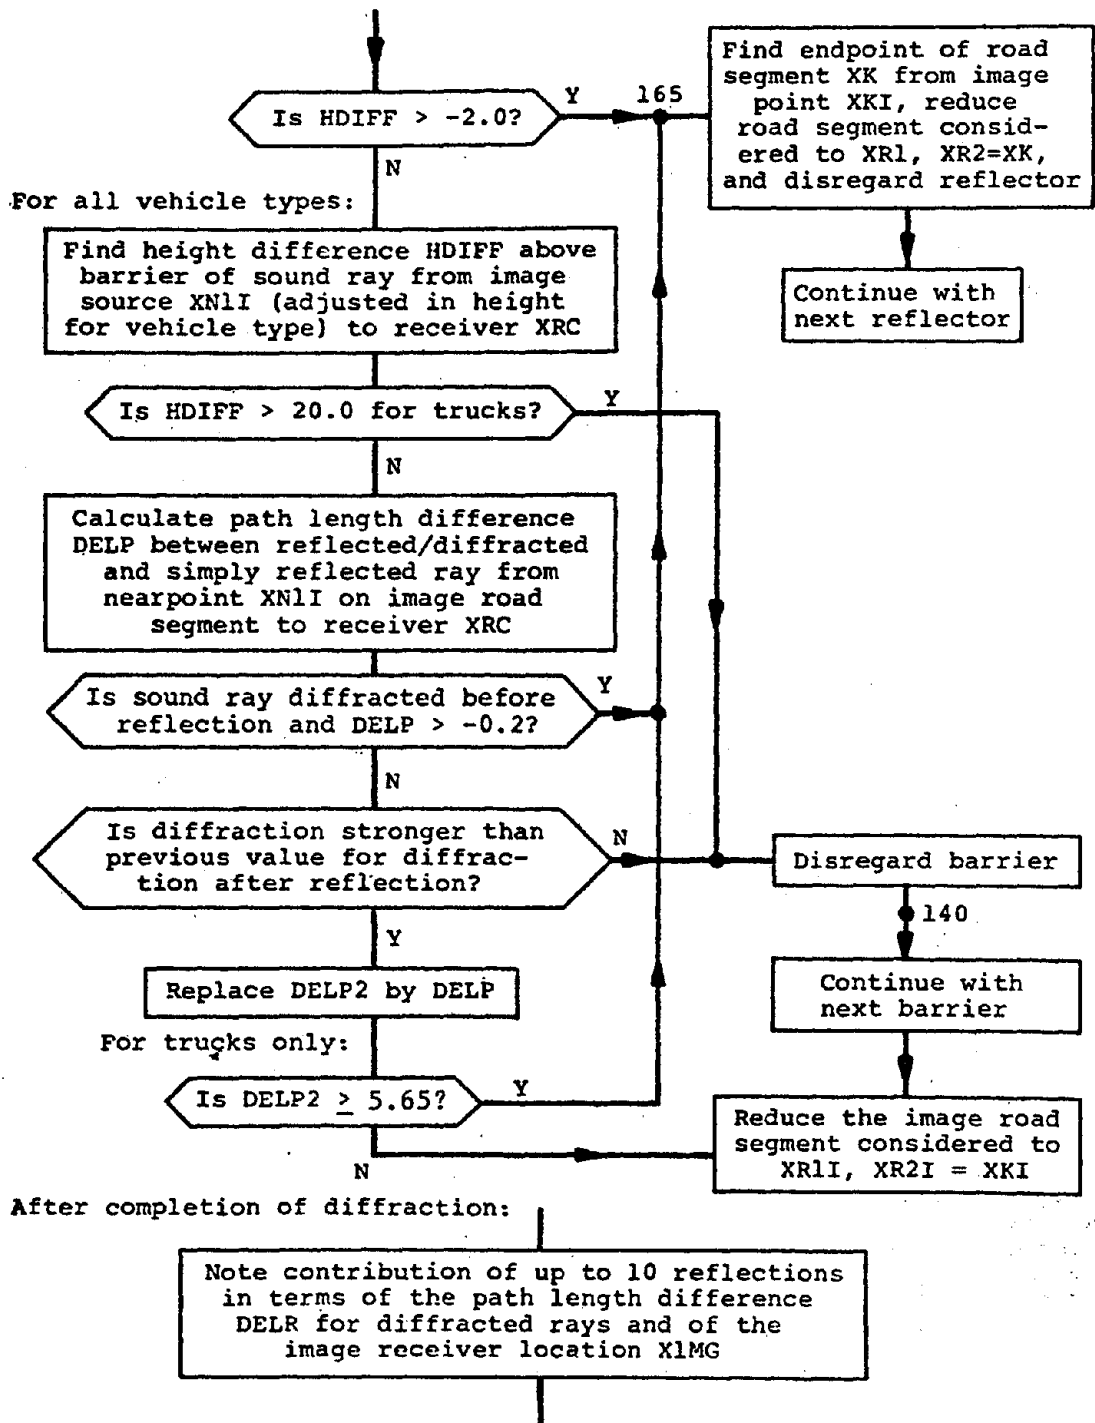 Is HDIFF > -2.0?
Y
165
N
Find endpoint of road
segment XK from image
point XKI, reduce
road segment consid-
ered to XR1, XR2=XK,
and disregard reflector
Continue with
next reflector
For all vehicle types:
Find height difference HDIFF above
barrier of sound ray from image
source XN1I (adjusted in height
for vehicle type) to receiver XRC
Is HDIFF > 20.0 for trucks?
Y
N
Calculate path length difference
DELP between reflected/diffracted
and simply reflected ray from
nearpoint XN1I on image road
segment to receiver XRC
Is sound ray diffracted before
reflection and DELP > -0.2?
Y
N
Is diffraction stronger than
previous value for diffrac-
tion after reflection?
N
Y
Disregard barrier
140
Continue with
next barrier
Replace DELP2 by DELP
For trucks only:
Is DELP2 ≥ 5.65?
Y
N
Reduce the image road
segment considered to
XR1I, XR2I = XKI
After completion of diffraction:
Note contribution of up to 10 reflections
in terms of the path length difference
DELR for diffracted rays and of the
image receiver location X1MG